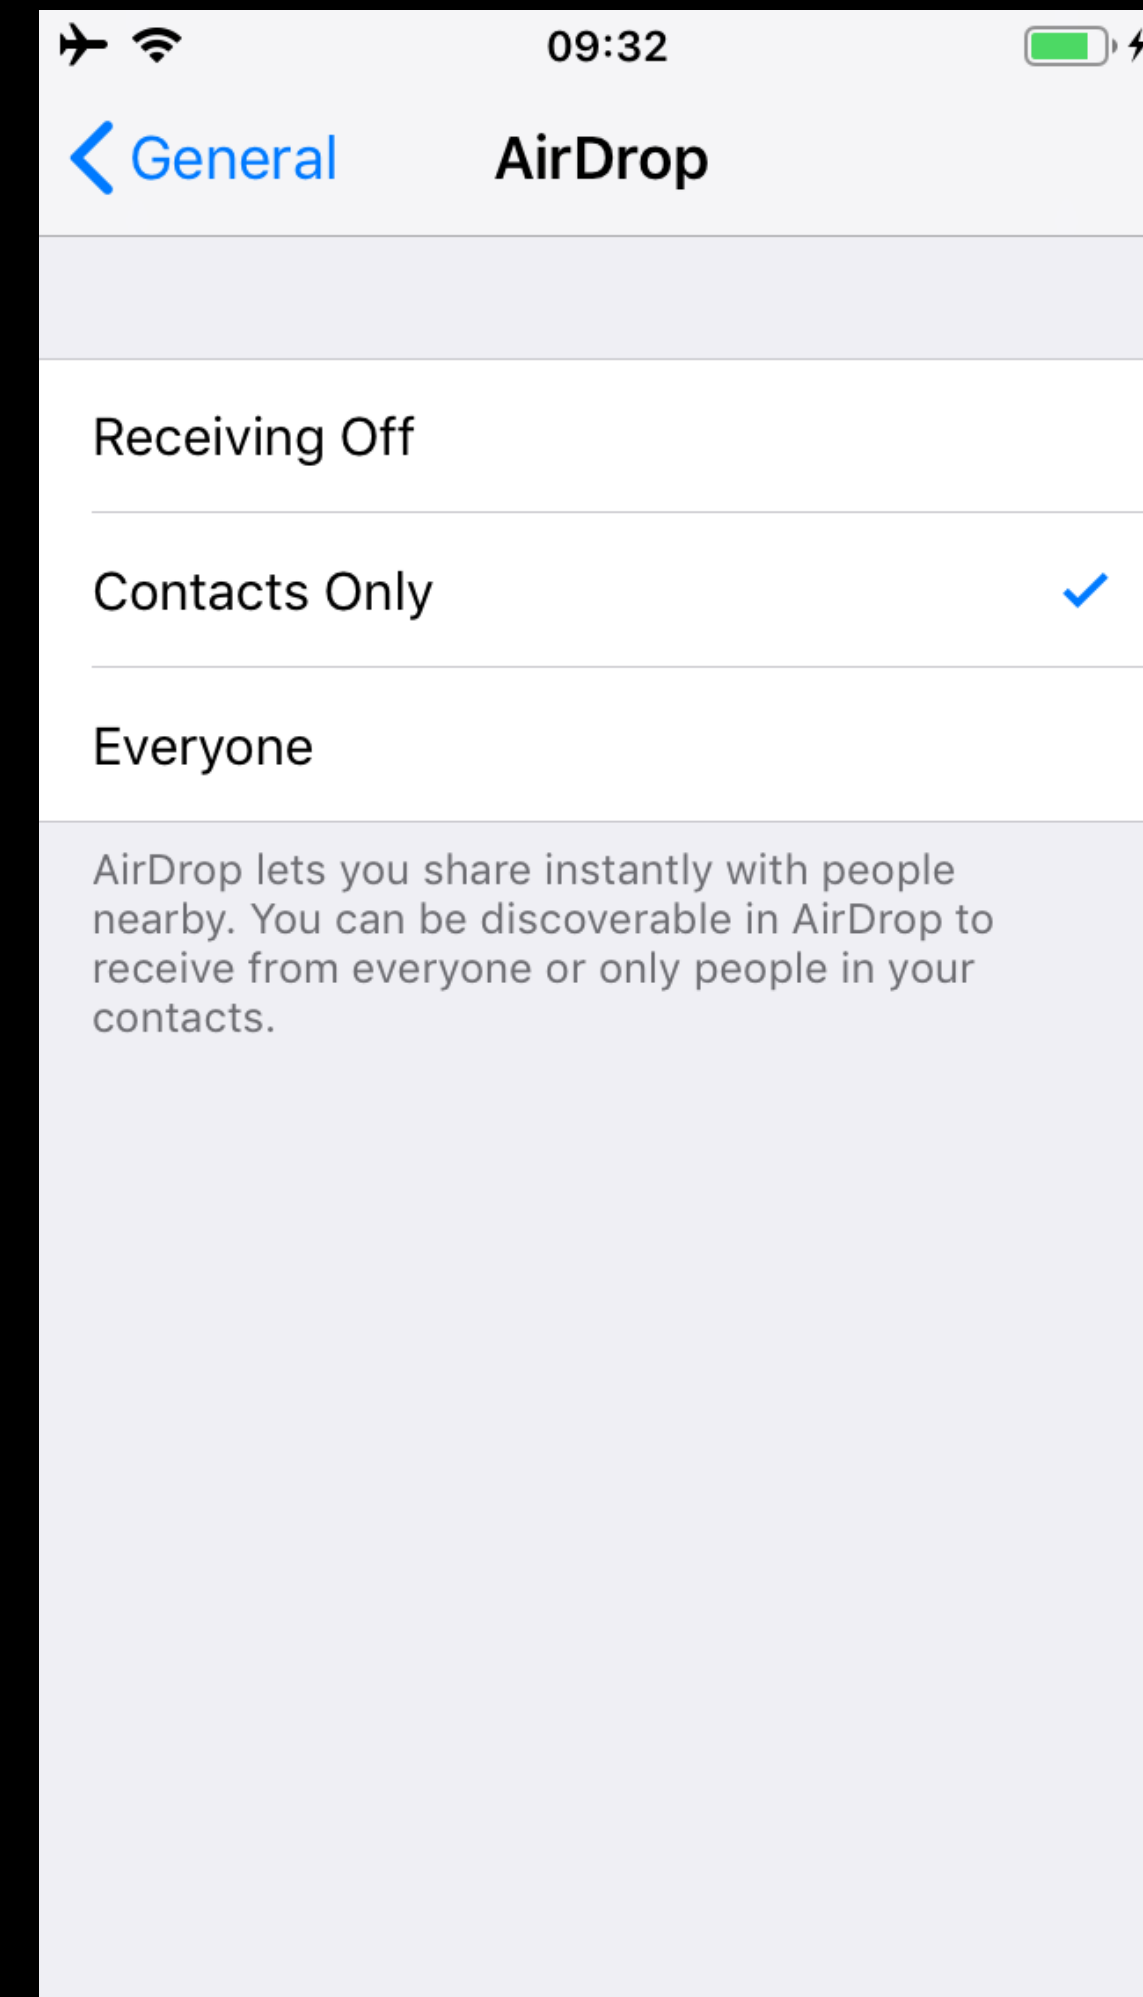 09:32
General
AirDrop
Receiving Off
Contacts Only
Everyone
AirDrop lets you share instantly with people
nearby. You can be discoverable in AirDrop to
receive from everyone or only people in your
contacts.